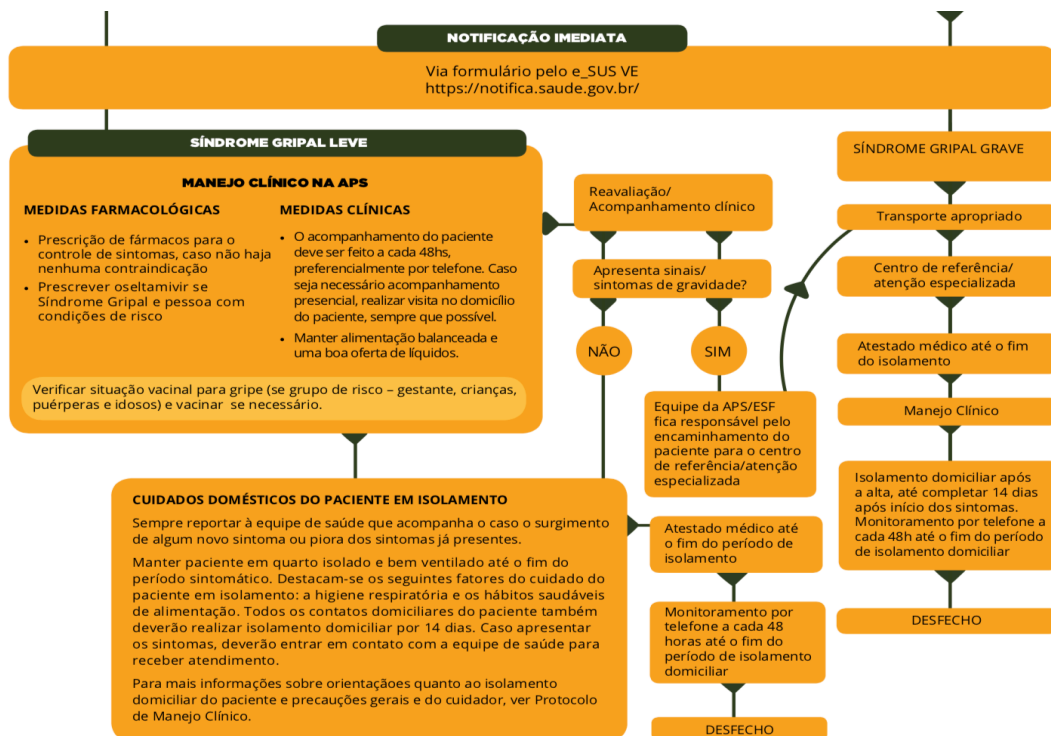 NOTIFICAÇÃO IMEDIATA
Via formulário pelo e_SUS VE
https://notifica.saude.gov.br/
SÍNDROME GRIPAL LEVE
MANEJO CLÍNICO NA APS
MEDIDAS FARMACOLÓGICAS
• Prescrição de fármacos para o
controle de sintomas, caso não haja
nenhuma contraindicação
• Prescrever oseltamivir se
Síndrome Gripal e pessoa com
condições de risco
MEDIDAS CLÍNICAS
• O acompanhamento do paciente
deve ser feito a cada 48hs,
preferencialmente por telefone. Caso
seja necessário acompanhamento
presencial, realizar visita no domicílio
do paciente, sempre que possível.
• Manter alimentação balanceada e
uma boa oferta de líquidos.
Verificar situação vacinal para gripe (se grupo de risco – gestante, crianças,
puérperas e idosos) e vacinar se necessário.
Reavaliação/
Acompanhamento clínico
Apresenta sinais/
sintomas de gravidade?
NÃO
SIM
Equipe da APS/ESF
fica responsável pelo
encaminhamento do
paciente para o centro
de referência/atenção
especializada
SÍNDROME GRIPAL GRAVE
Transporte apropriado
Centro de referência/
atenção especializada
Atestado médico até o fim
do isolamento
Manejo Clínico
Isolamento domiciliar após
a alta, até completar 14 dias
após início dos sintomas.
Monitoramento por telefone a
cada 48h até o fim do período
de isolamento domiciliar
DESFECHO
CUIDADOS DOMÉSTICOS DO PACIENTE EM ISOLAMENTO
Sempre reportar à equipe de saúde que acompanha o caso o surgimento
de algum novo sintoma ou piora dos sintomas já presentes.
Manter paciente em quarto isolado e bem ventilado até o fim do
período sintomático. Destacam-se os seguintes fatores do cuidado do
paciente em isolamento: a higiene respiratória e os hábitos saudáveis
de alimentação. Todos os contatos domiciliares do paciente também
deverão realizar isolamento domiciliar por 14 dias. Caso apresentar
os sintomas, deverão entrar em contato com a equipe de saúde para
receber atendimento.
Para mais informações sobre orientaçãoes quanto ao isolamento
domiciliar do paciente e precauções gerais e do cuidador, ver Protocolo
de Manejo Clínico.
Atestado médico até
o fim do período de
isolamento
Monitoramento por
telefone a cada 48
horas até o fim do
período de isolamento
domiciliar
DESFECHO